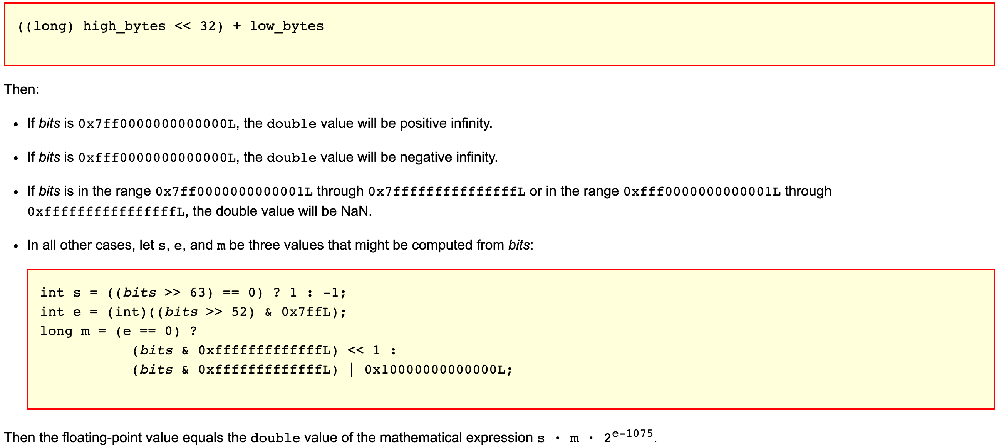 ((long) high_bytes << 32) + low_bytes
Then:
• If bits is 0x7ff0000000000000L, the double value will be positive infinity.
• If bits is 0xfff0000000000000L, the double value will be negative infinity.
• If bits is in the range 0x7ff0000000000001L through 0x7fffffffffffffffL or in the range 0xfff0000000000001L through
0xffffffffffffffffL, the double value will be NaN.
• In all other cases, let s, e, and m be three values that might be computed from bits:
int s = ((bits >> 63) == 0) ? 1 : -1;
int e = (int)((bits >> 52) & 0x7ffL);
long m = (e == 0) ?
(bits & 0xfffffffffffffL) << 1 :
(bits & 0xfffffffffffffL) | 0x10000000000000L;
Then the floating-point value equals the double value of the mathematical expression s · m · 2^e-1075.